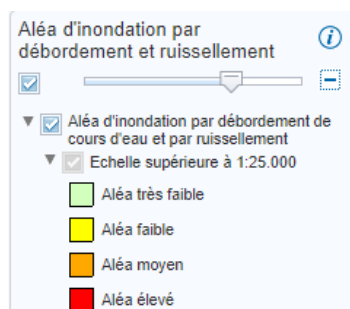 Aléa d'inondation par
débordement et ruissellement
i
Aléa d'inondation par débordement de
cours d'eau et par ruissellement
Echelle supérieure à 1:25.000
Aléa très faible
Aléa faible
Aléa moyen
Aléa élevé